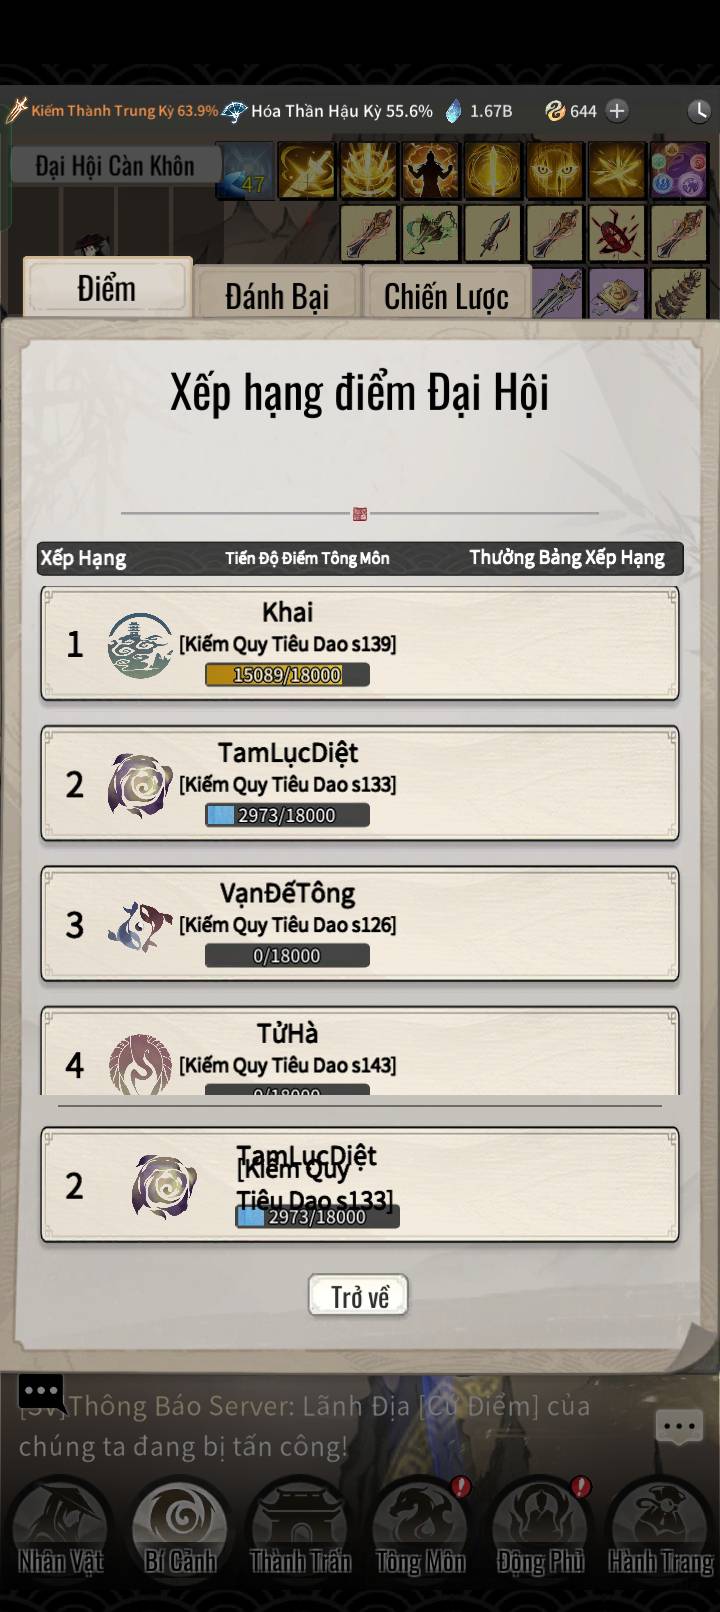 Kiếm Thành Trung Kỳ 63.9% Hóa Thần Hậu Kỳ 55.6% 1.67B 644 +
Đại Hội Càn Khôn
47
Điểm Đánh Bại Chiến Lược
Xếp hạng điểm Đại Hội
Xếp Hạng Tiến Độ Điểm Tông Môn Thưởng Bảng Xếp Hạng
1 Khai
[Kiếm Quy Tiêu Dao s139]
15089/18000
2 TamLụcDiệt
[Kiếm Quy Tiêu Dao s133]
2973/18000
3 VạnĐếTông
[Kiếm Quy Tiêu Dao s126]
0/18000
4 TửHà
[Kiếm Quy Tiêu Dao s143]
0/18000
2 TamLụcDiệt
[Kiếm Quy
Tiêu Dao s133]
2973/18000
Trở về
[SV]Thông Báo Server: Lãnh Địa [Cứ Điểm] của
chúng ta đang bị tấn công!
Nhân Vật Bí Cảnh Thành Trấn Tông Môn Động Phủ Hành Trang